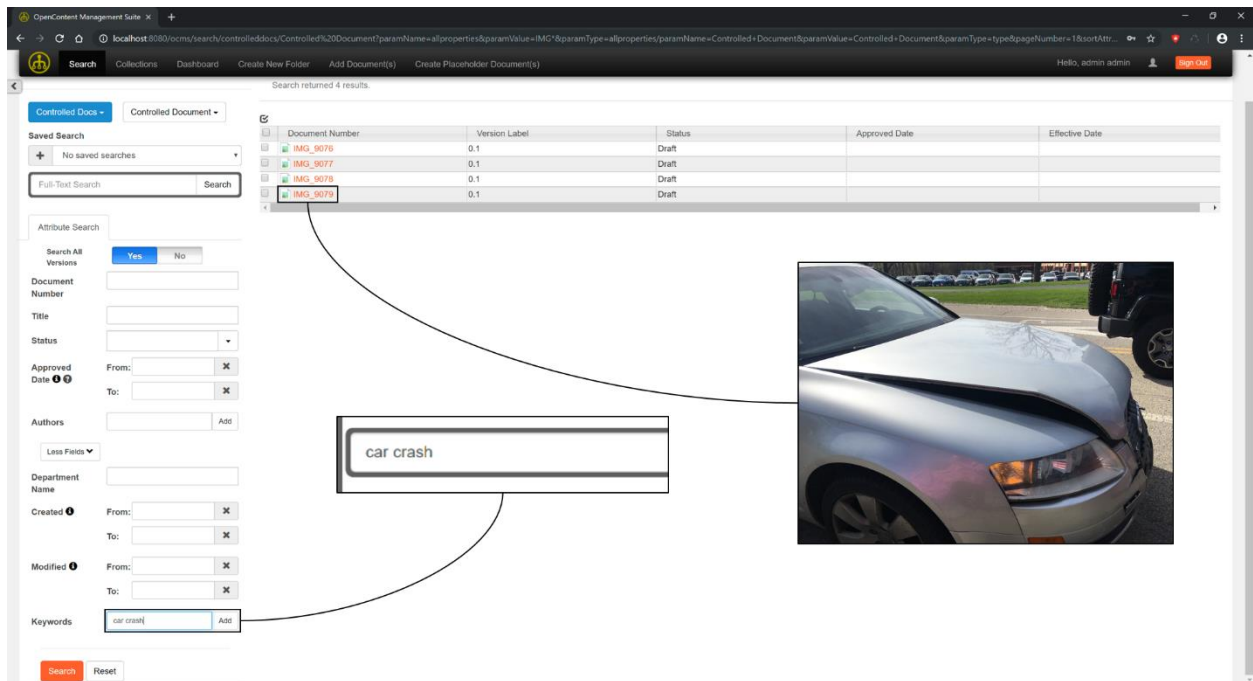 OpenContent Management Suite
localhost:8080/ocms/search/controlleddocs/Controlled%20Document?paramName=allproperties&paramValue=IMG*&paramType=allproperties/paramName=Controlled+Document&paramValue=Controlled+Document&paramType=type&pageNumber=1&sortAttr...
Search Collections Dashboard Create New Folder Add Document(s) Create Placeholder Document(s) Hello, admin admin Sign Out
Search returned 4 results.
Controlled Docs Controlled Document
Document Number Version Label Status Approved Date Effective Date
IMG_9076 0.1 Draft
IMG_9077 0.1 Draft
IMG_9078 0.1 Draft
IMG_9079 0.1 Draft
Saved Search
No saved searches
Full-Text Search Search
Attribute Search
Search All
Versions
Yes No
Document
Number
Title
Status
Approved
Date
From:
To:
Authors Add
Less Fields
Department
Name
Created From:
To:
Modified From:
To:
Keywords car crash Add
Search Reset
car crash